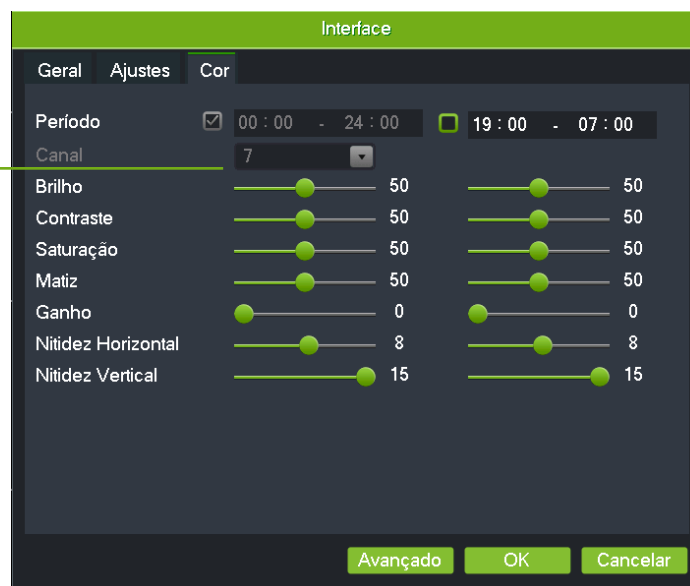 Interface
Geral Ajustes Cor
Período 00:00 - 24:00 19:00 - 07:00
Canal 7
Brilho 50 50
Contraste 50 50
Saturação 50 50
Matiz 50 50
Ganho 0 0
Nitidez Horizontal 8 8
Nitidez Vertical 15 15
Avançado OK Cancelar